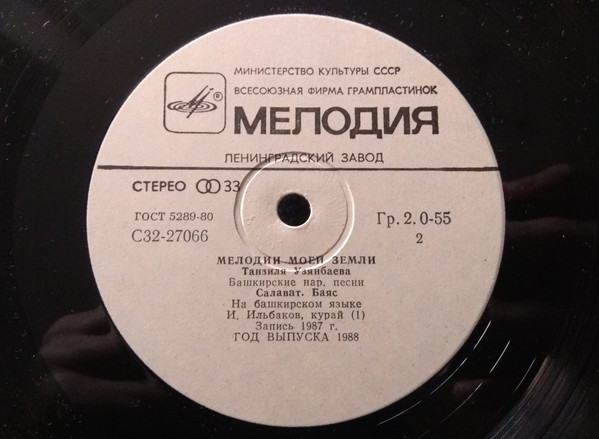 МИНИСТЕРСТВО КУЛЬТУРЫ СССР
ВСЕСОЮЗНАЯ ФИРМА ГРАМПЛАСТИНОК
®
МЕЛОДИЯ
ЛЕНИНГРАДСКИЙ ЗАВОД
СТЕРЕО 33
ГОСТ 5289-80
Гр. 2. 0-55
С32-27066
2
МЕЛОДИИ МОЕЙ ЗЕМЛИ
Танзиля Узянбаева
Башкирские нар. песни
Салават. Баяс
На башкирском языке
И. Ильбаков, курай (1)
Запись 1987 г.
ГОД ВЫПУСКА 1988